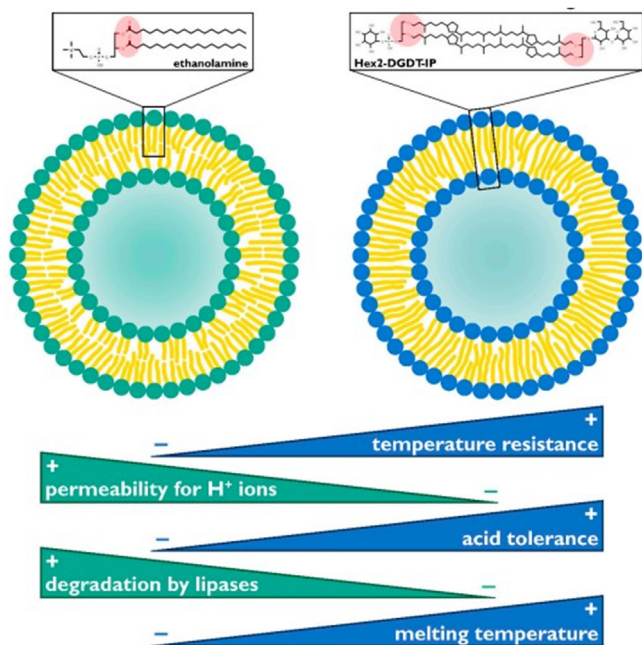 ethanolamine
Hex2-DGDT-IP
+
−
temperature resistance
+
permeability for H⁺ ions
−
+
−
acid tolerance
+
degradation by lipases
−
+
−
melting temperature